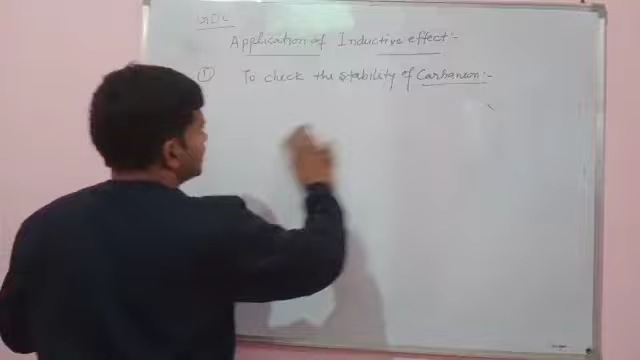 Application of Inductive effect:-
① To check the stability of Carbanion:-